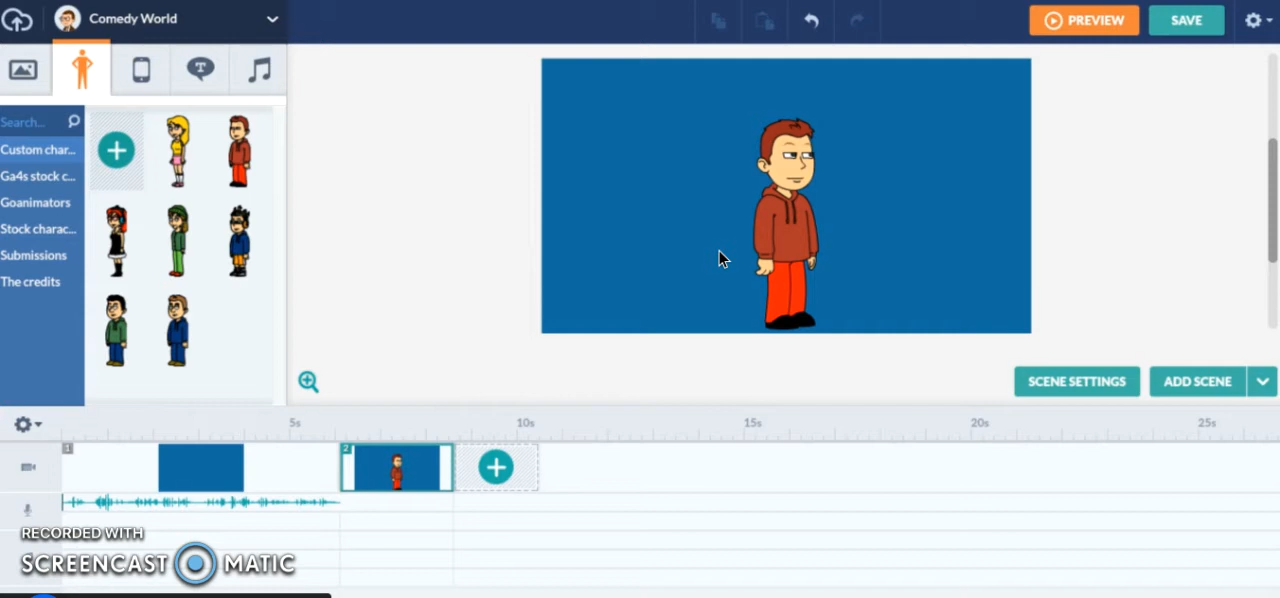 Comedy World
PREVIEW
SAVE
T
Search...
Custom char...
Ga4s stock c...
Goanimators
Stock charac...
Submissions
The credits
SCENE SETTINGS
ADD SCENE
5s
10s
15s
20s
25s
1
2
RECORDED WITH
SCREENCAST MATIC